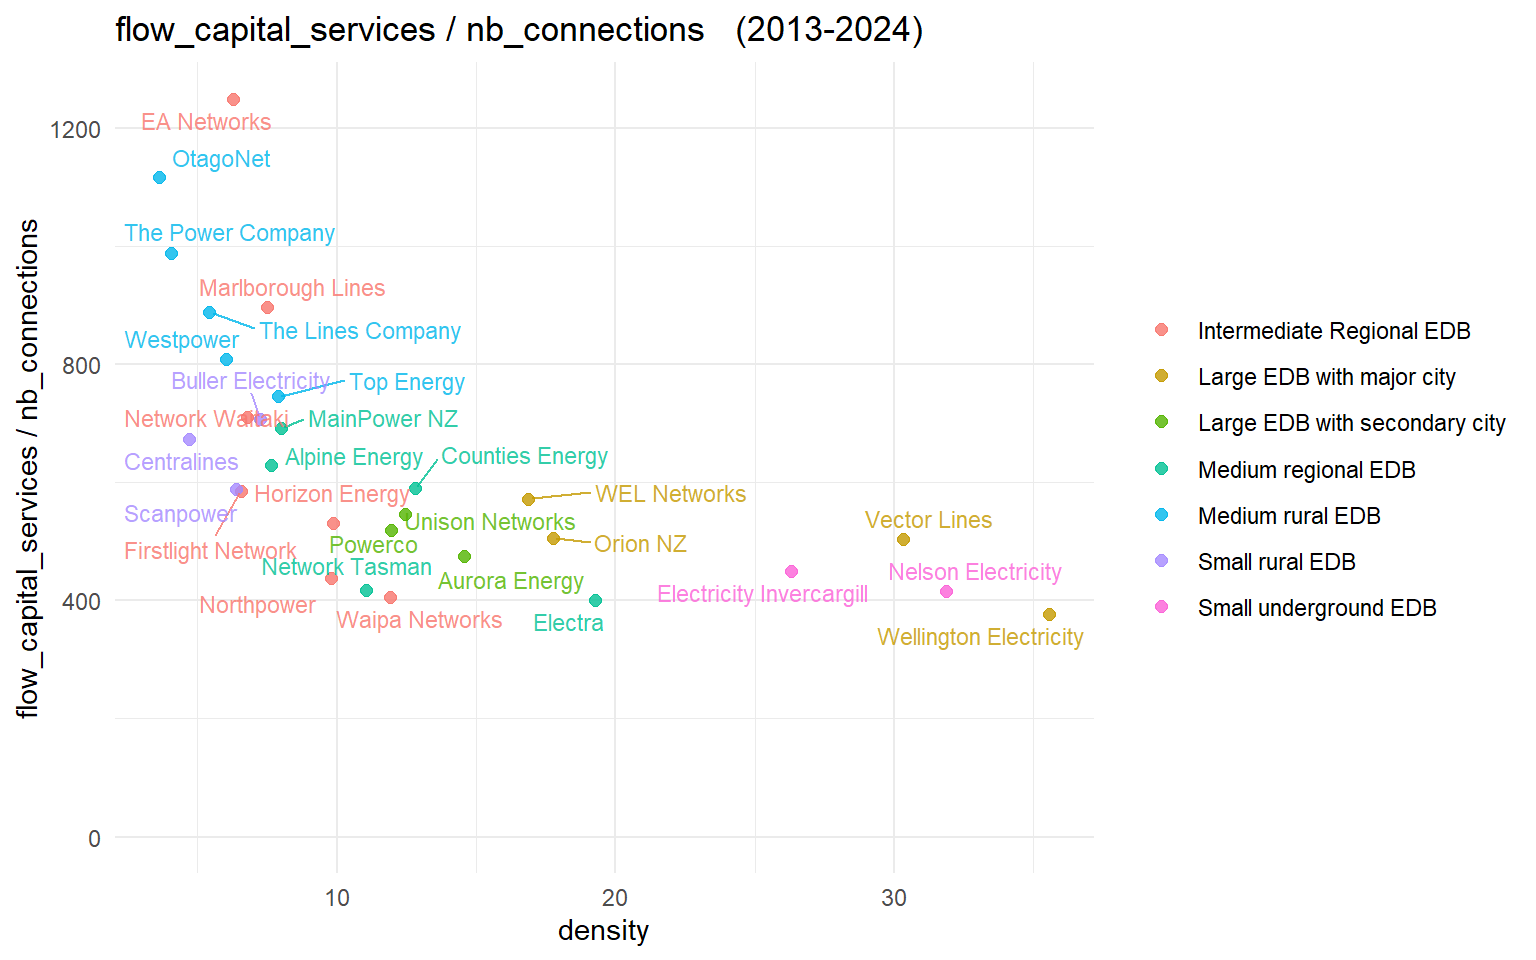 flow_capital_services / nb_connections   (2013-2024)
flow_capital_services / nb_connections
1200
800
400
0
EA Networks
OtagoNet
The Power Company
Marlborough Lines
The Lines Company
Westpower
Buller Electricity
Top Energy
Network Waitaki
MainPower NZ
Centralines
Alpine Energy
Counties Energy
Horizon Energy
WEL Networks
Scanpower
Unison Networks
Vector Lines
Firstlight Network
Powerco
Orion NZ
Network Tasman
Aurora Energy
Nelson Electricity
Electricity Invercargill
Northpower
Waipa Networks
Electra
Wellington Electricity
10
20
30
density
Intermediate Regional EDB
Large EDB with major city
Large EDB with secondary city
Medium regional EDB
Medium rural EDB
Small rural EDB
Small underground EDB